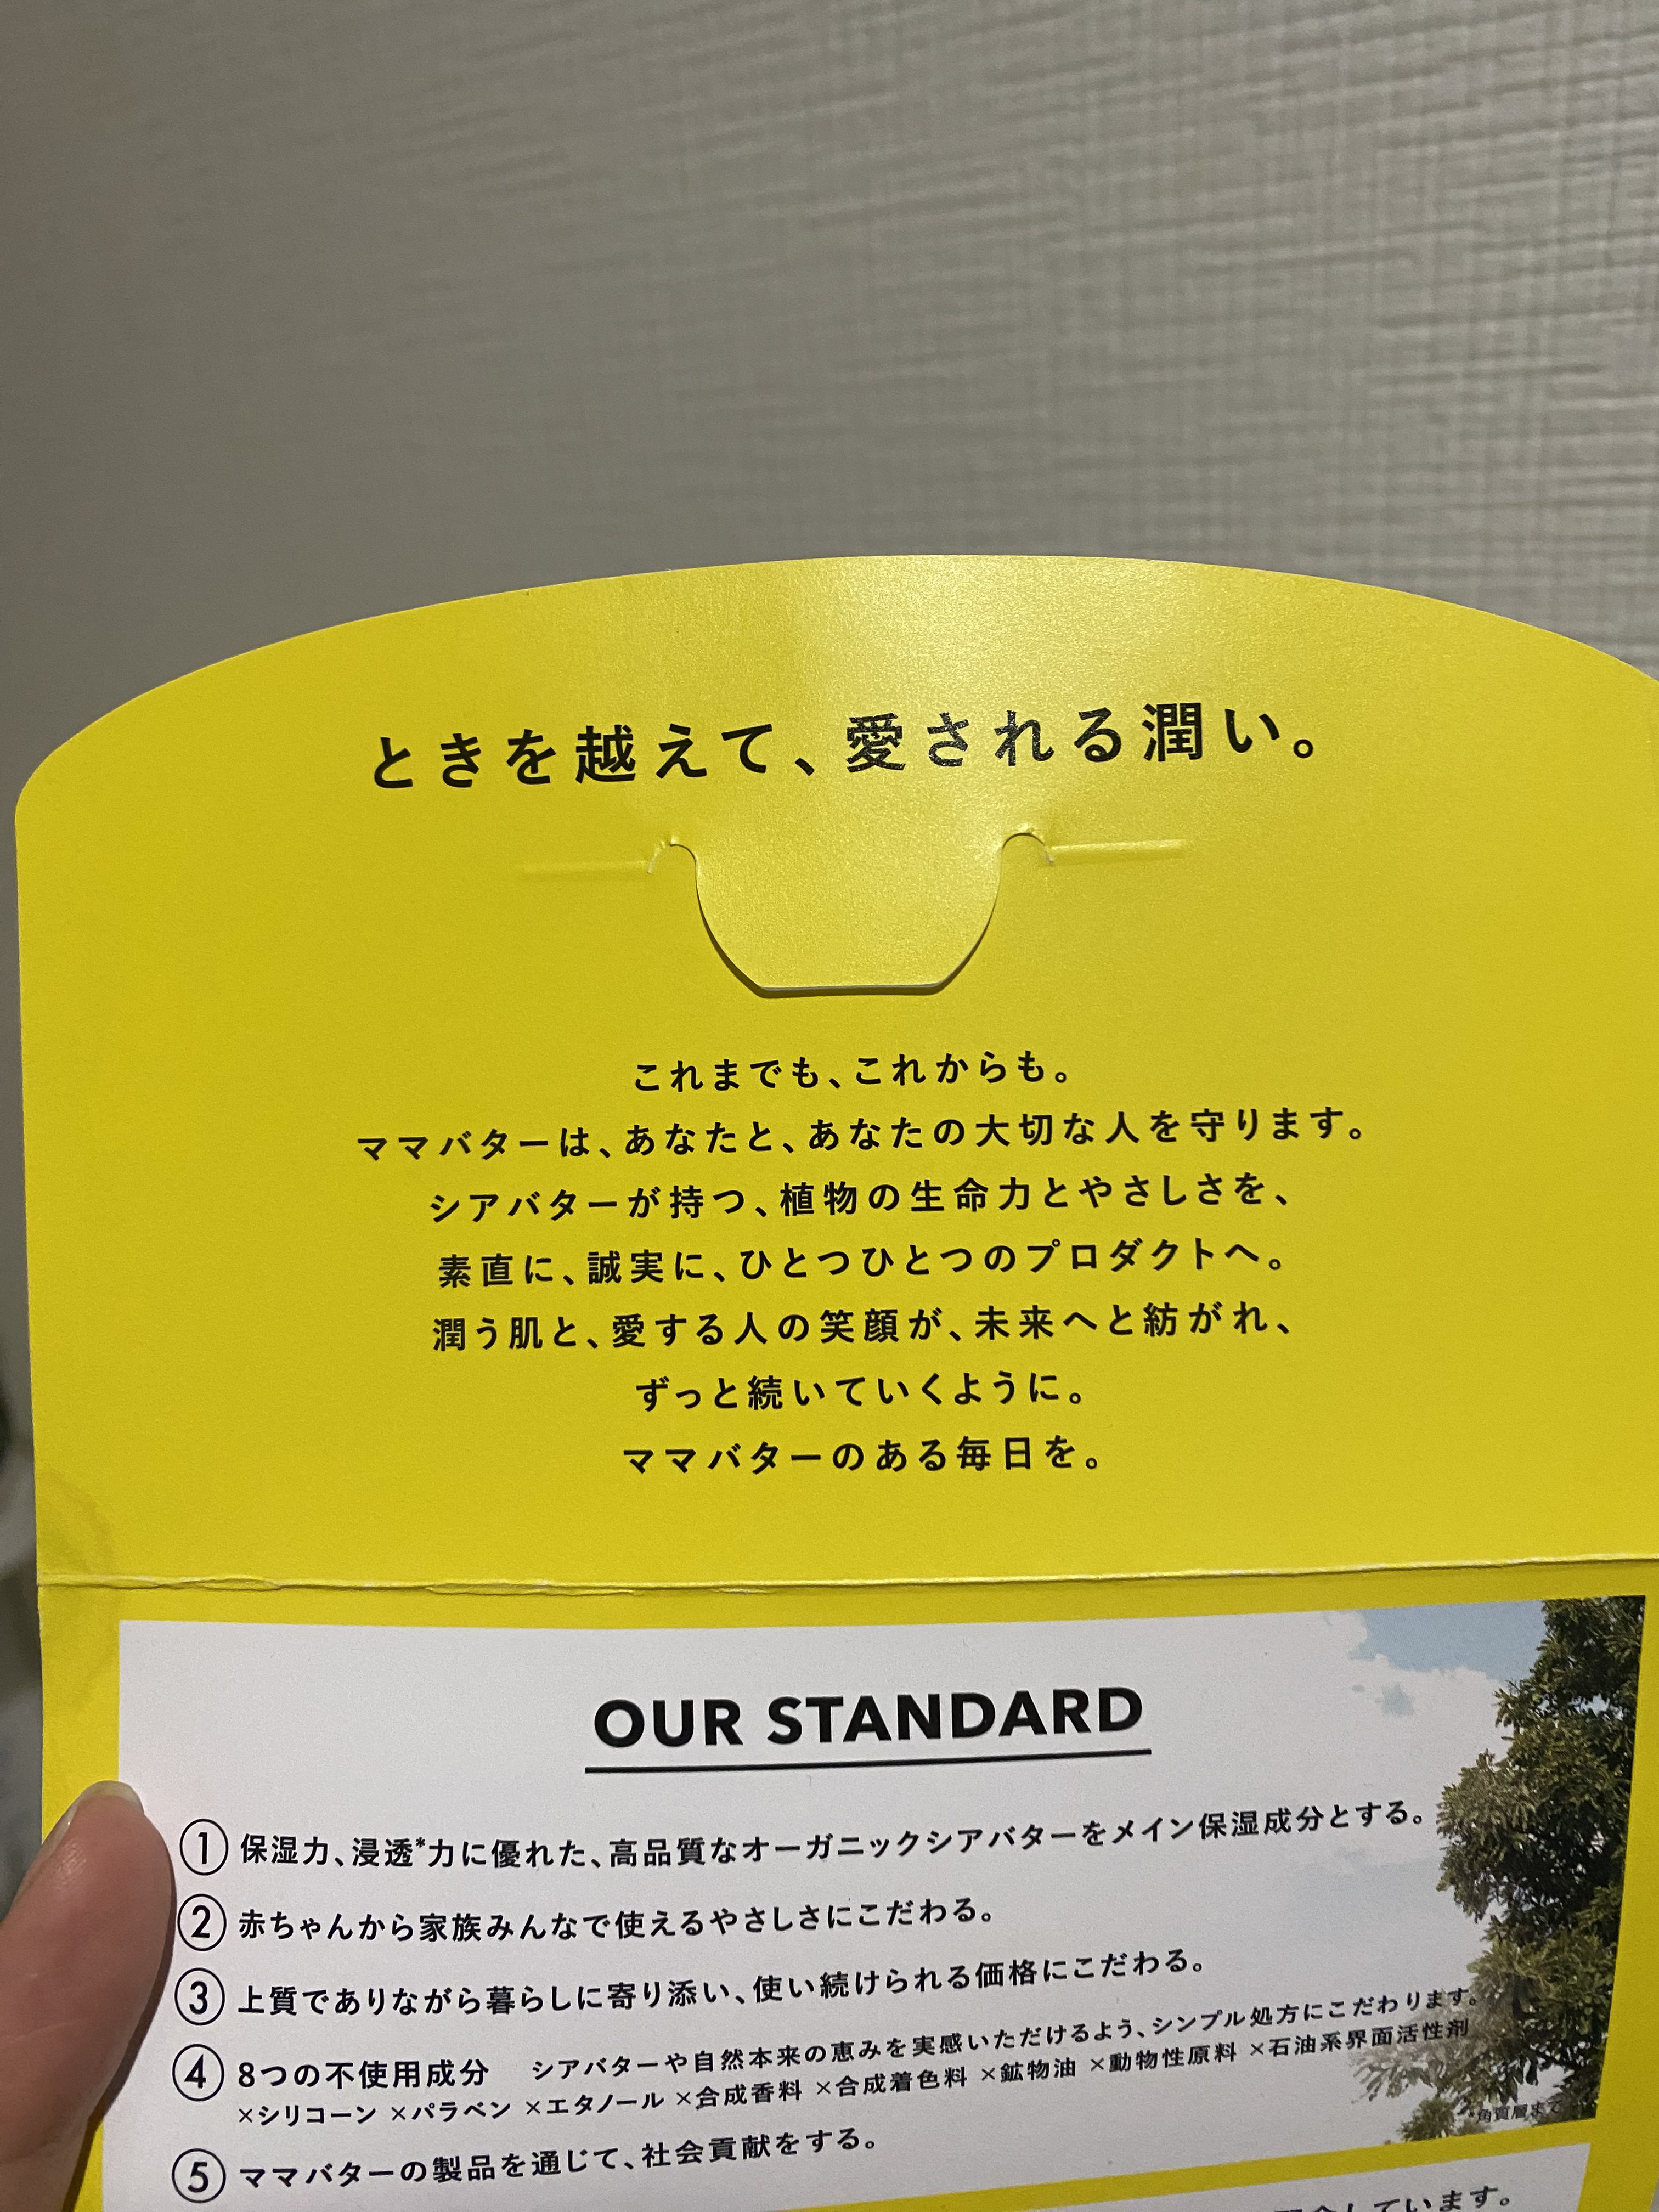 ときを越えて、愛される潤い。
これまでも、これからも。
ママバターは、あなたと、あなたの大切な人を守ります。
シアバターが持つ、植物の生命力とやさしさを、
素直に、誠実に、ひとつひとつのプロダクトへ。
潤う肌と、愛する人の笑顔が、未来へと紡がれ、
ずっと続いていくように。
ママバターのある毎日を。
OUR STANDARD
① 保湿力、浸透*力に優れた、高品質なオーガニックシアバターをメイン保湿成分とする。
② 赤ちゃんから家族みんなで使えるやさしさにこだわる。
③ 上質でありながら暮らしに寄り添い、使い続けられる価格にこだわる。
④ 8つの不使用成分 シアバターや自然本来の恵みを実感いただけるよう、シンプル処方にこだわります。
×シリコーン ×パラベン ×エタノール ×合成香料 ×合成着色料 ×鉱物油 ×動物性原料 ×石油系界面活性剤
*角質層まで
⑤ ママバターの製品を通じて、社会貢献をする。
しています。